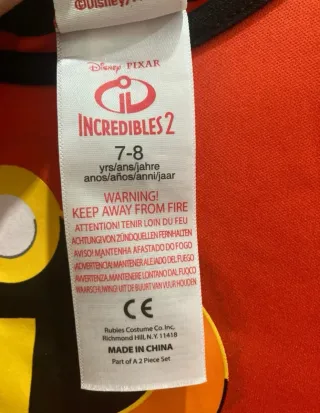 ©Disney/
Disney PIXAR
INCREDIBLES 2
7-8
yrs/ans/jahre
anos/años/anni/jaar
WARNING!
KEEP AWAY FROM FIRE
ATTENTION! TENIR LOIN DU FEU
ACHTUNG!VON ZÜNDQUELLEN FERNHALTEN
AVISO! MANTENHA AFASTADO DO FOGO
¡ADVERTENCIA! MANTENER ALEJADO DEL FUEGO
AVVERTENZA. MANTENERE LONTANO DAL FUOCO
WAARSCHUWING! UIT DE BUURT VAN VUUR HOUDEN
CE
Rubies Costume Co. Inc.
Richmond Hill, N.Y. 11418
MADE IN CHINA
Part of A 2 Piece Set